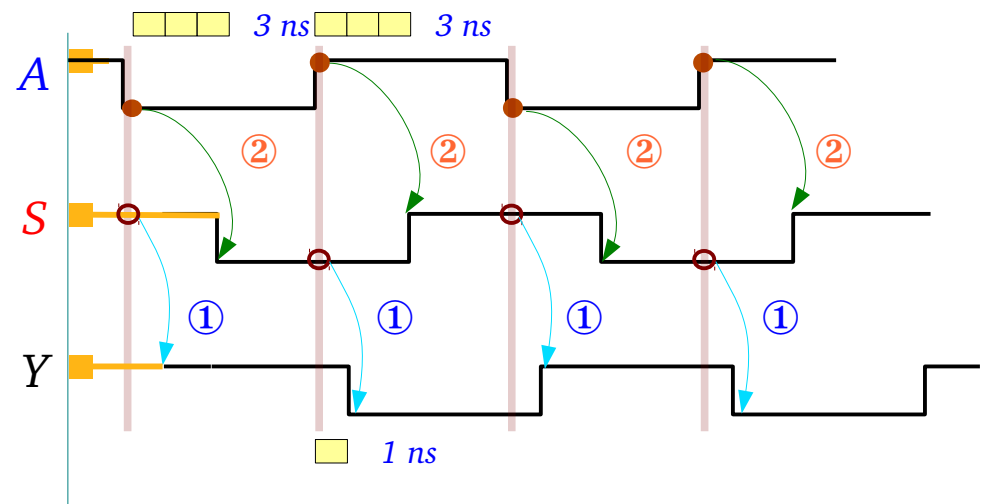 3 ns 3 ns
A
② ② ② ②
S
① ① ① ①
Y
1 ns